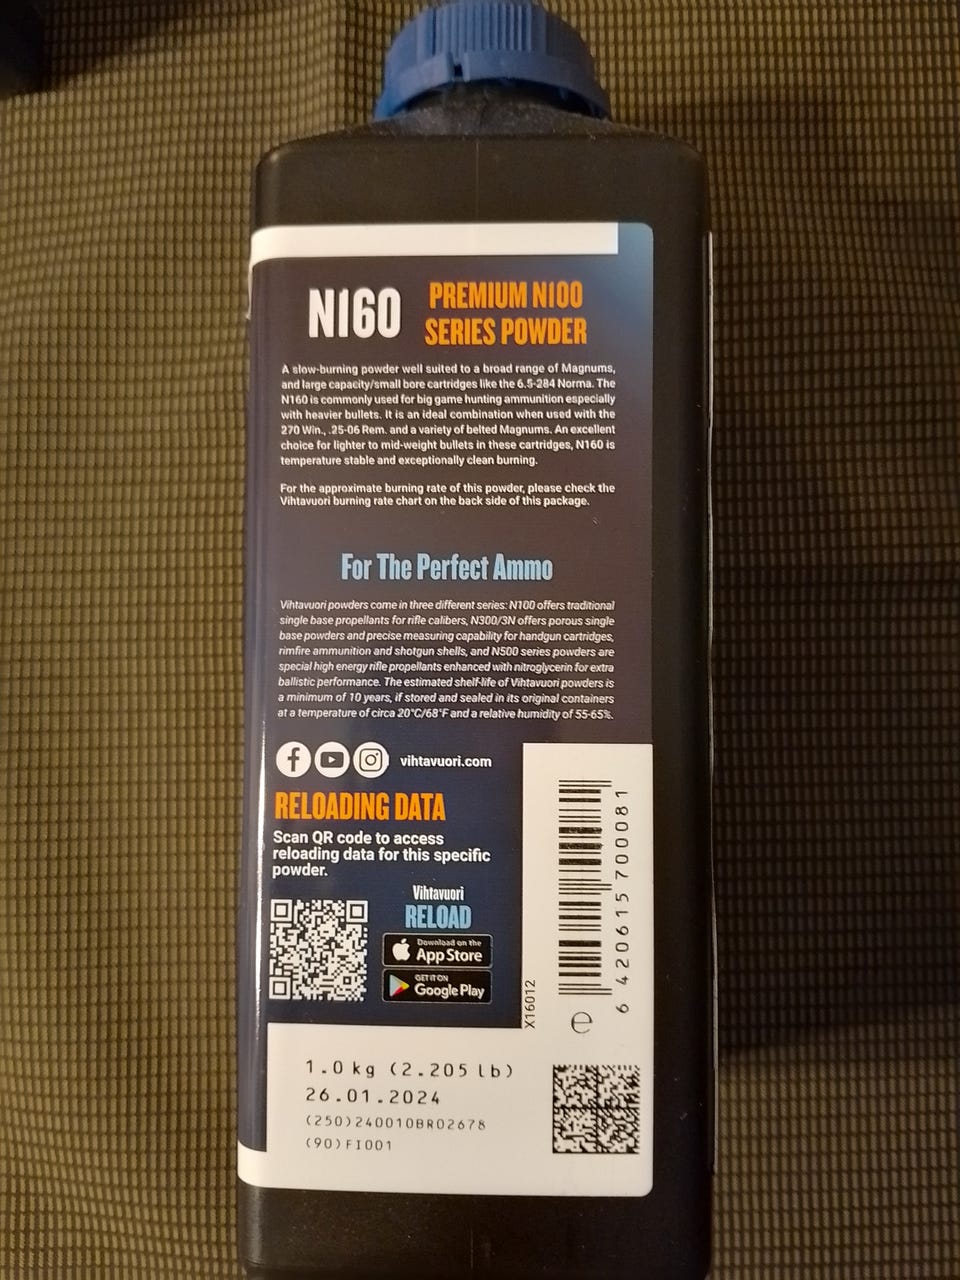 N160
PREMIUM N100
SERIES POWDER
A slow-burning powder well suited to a broad range of Magnums,
and large capacity/small bore cartridges like the 6.5-284 Norma. The
N160 is commonly used for big game hunting ammunition especially
with heavier bullets. It is an ideal combination when used with the
270 Win., .25-06 Rem. and a variety of belted Magnums. An excellent
choice for lighter to mid-weight bullets in these cartridges, N160 is
temperature stable and exceptionally clean burning.
For the approximate burning rate of this powder, please check the
Vihtavuori burning rate chart on the back side of this package.
For The Perfect Ammo
Vihtavuori powders come in three different series: N100 offers traditional
single base propellants for rifle calibers, N300/3N offers porous single
base powders and precise measuring capability for handgun cartridges,
rimfire ammunition and shotgun shells, and N500 series powders are
special high energy rifle propellants enhanced with nitroglycerin for extra
ballistic performance. The estimated shelf-life of Vihtavuori powders is
a minimum of 10 years, if stored and sealed in its original containers
at a temperature of circa 20°C/68°F and a relative humidity of 55-65%.
vihtavuori.com
RELOADING DATA
Scan QR code to access
reloading data for this specific
powder.
Vihtavuori
RELOAD
Download on the
App Store
GET IT ON
Google Play
X16012
6 420615 700081
e
1.0 kg (2.205 lb)
26.01.2024
(250)240010BR02678
(90)FI001